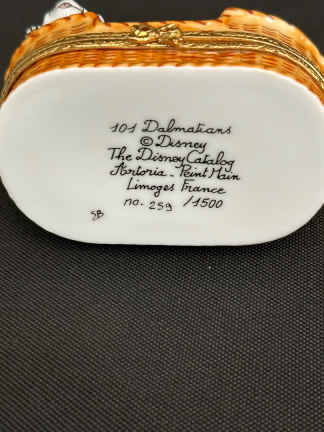 101 Dalmatians
© Disney
The Disney Catalog
Artoria - Peint Main
Limoges France
no. 259 /1500
SB